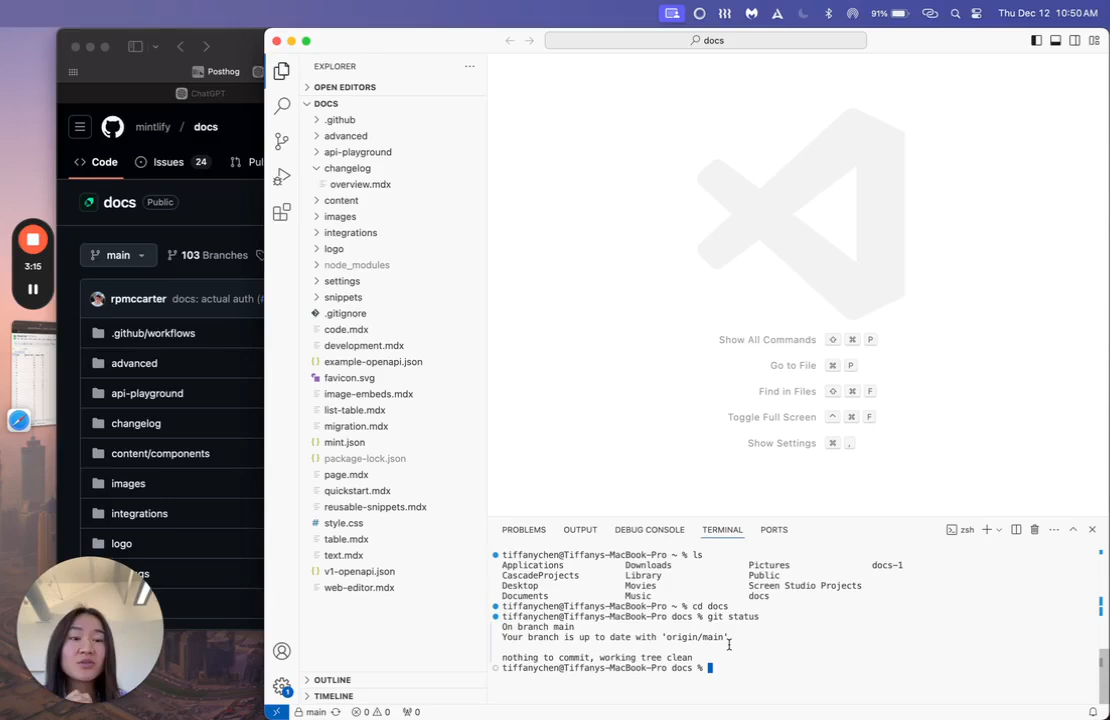 91%
Thu Dec 12 10:50 AM
docs
Posthog
ChatGPT
mintlify / docs
Code
Issues 24
Pul
docs Public
main
103 Branches
rpmccarter docs: actual auth (#
.github/workflows
advanced
api-playground
changelog
content/components
images
integrations
logo
3:15
EXPLORER
OPEN EDITORS
DOCS
.github
advanced
api-playground
changelog
overview.mdx
content
images
integrations
logo
node_modules
settings
snippets
.gitignore
code.mdx
development.mdx
example-openapi.json
favicon.svg
image-embeds.mdx
list-table.mdx
migration.mdx
mint.json
package-lock.json
page.mdx
quickstart.mdx
reusable-snippets.mdx
style.css
table.mdx
text.mdx
v1-openapi.json
web-editor.mdx
OUTLINE
TIMELINE
Show All Commands ⇧ ⌘ P
Go to File ⌘ P
Find in Files ⇧ ⌘ F
Toggle Full Screen ^ ⌘ F
Show Settings ⌘ ,
PROBLEMS OUTPUT DEBUG CONSOLE TERMINAL PORTS
zsh
tiffanychen@Tiffanys-MacBook-Pro ~ % ls
Applications Downloads Pictures docs-1
CascadeProjects Library Public
Desktop Movies Screen Studio Projects
Documents Music docs
tiffanychen@Tiffanys-MacBook-Pro ~ % cd docs
tiffanychen@Tiffanys-MacBook-Pro docs % git status
On branch main
Your branch is up to date with 'origin/main'.
nothing to commit, working tree clean
tiffanychen@Tiffanys-MacBook-Pro docs %
1
main 0 0 0